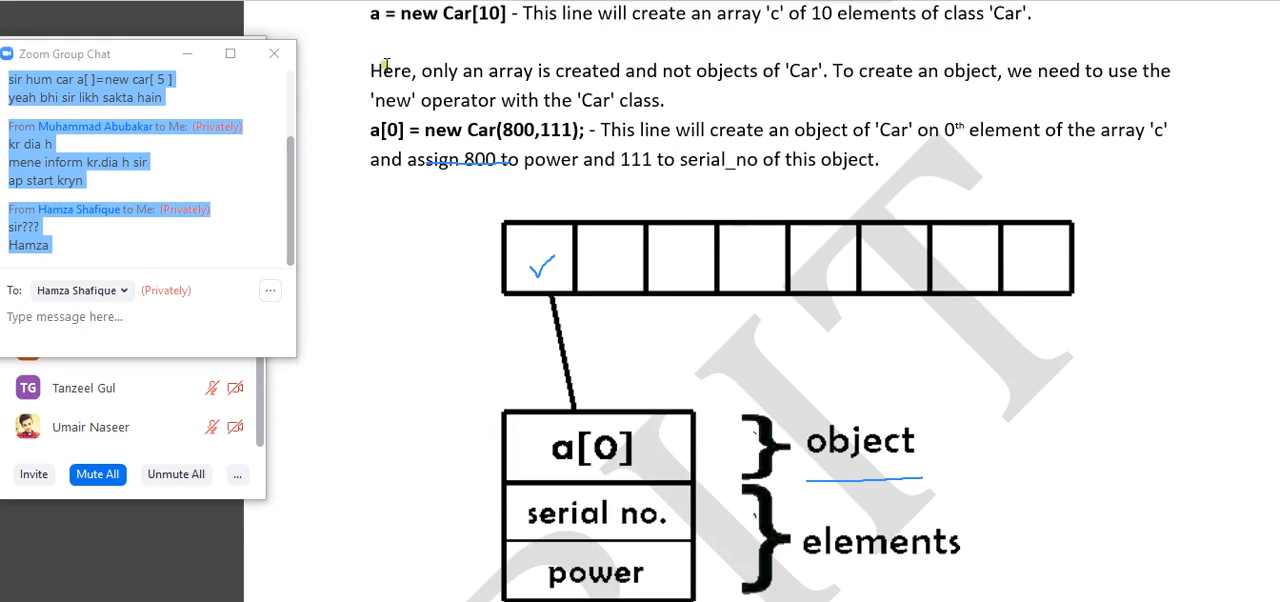 Zoom Group Chat
sir hum car a[ ]=new car[ 5 ]
yeah bhi sir likh sakta hain
From Muhammad Abubakar to Me: (Privately)
kr dia h
mene inform kr.dia h sir
ap start kryn
From Hamza Shafique to Me: (Privately)
sir???
Hamza
To: Hamza Shafique (Privately)
...
Type message here...
TG Tanzeel Gul
Umair Naseer
Invite Mute All Unmute All ...
a = new Car[10] - This line will create an array 'c' of 10 elements of class 'Car'.
Here, only an array is created and not objects of 'Car'. To create an object, we need to use the
'new' operator with the 'Car' class.
a[0] = new Car(800,111); - This line will create an object of 'Car' on 0th element of the array 'c'
and assign 800 to power and 111 to serial_no of this object.
a[0]
object
serial no.
elements
power